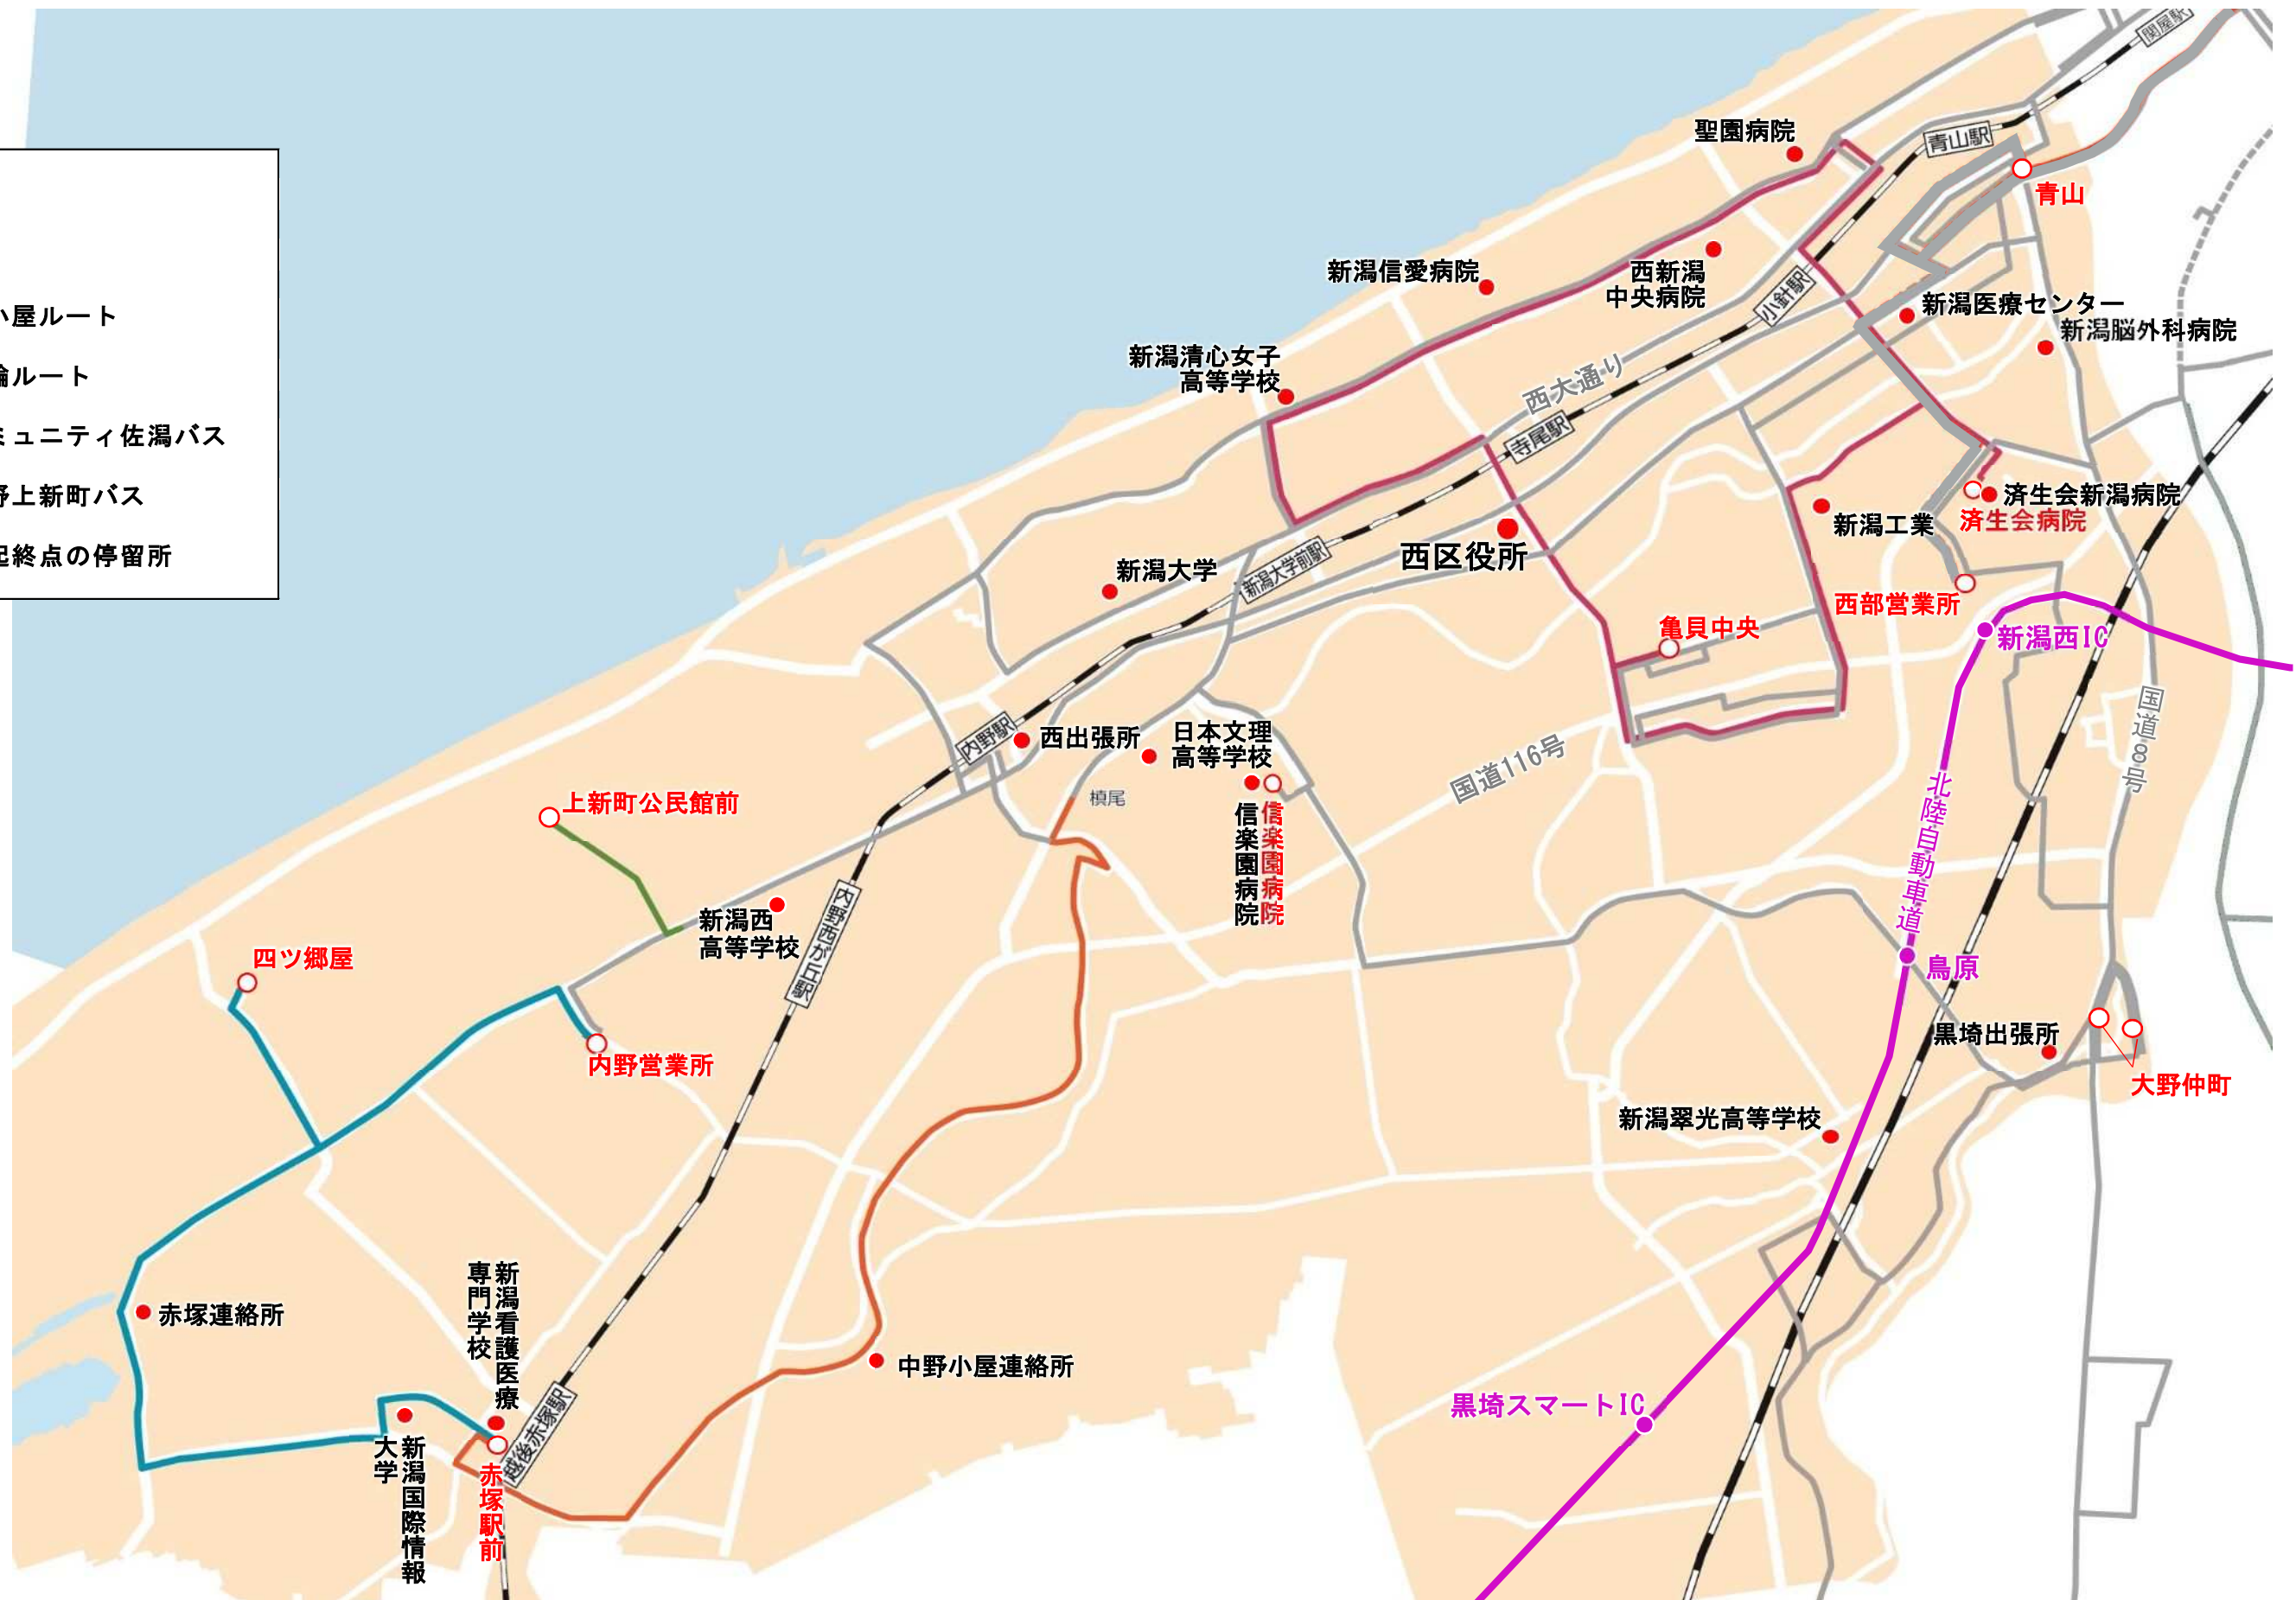 関屋駅
聖園病院
青山駅
青山
新潟信愛病院
西新潟
中央病院
小針駅
新潟医療センター
新潟脳外科病院
小屋ルート
新潟清心女子
高等学校
西大通り
輪ルート
寺尾駅
ミュニティ佐潟バス
野上新町バス
済生会新潟病院
済生会病院
新潟工業
起終点の停留所
西区役所
新潟大学前駅
新潟大学
西部営業所
亀貝中央
新潟西IC
国道8号
内野駅
西出張所
日本文理
高等学校
国道116号
北陸自動車道
槙尾
上新町公民館前
信楽園病院
信楽園病院
新潟西
高等学校
内野西が丘駅
四ツ郷屋
鳥原
黒埼出張所
内野営業所
大野仲町
新潟翠光高等学校
赤塚連絡所
新潟看護医療
専門学校
中野小屋連絡所
越後赤塚駅
黒埼スマートIC
新潟国際情報
大学
赤塚駅前